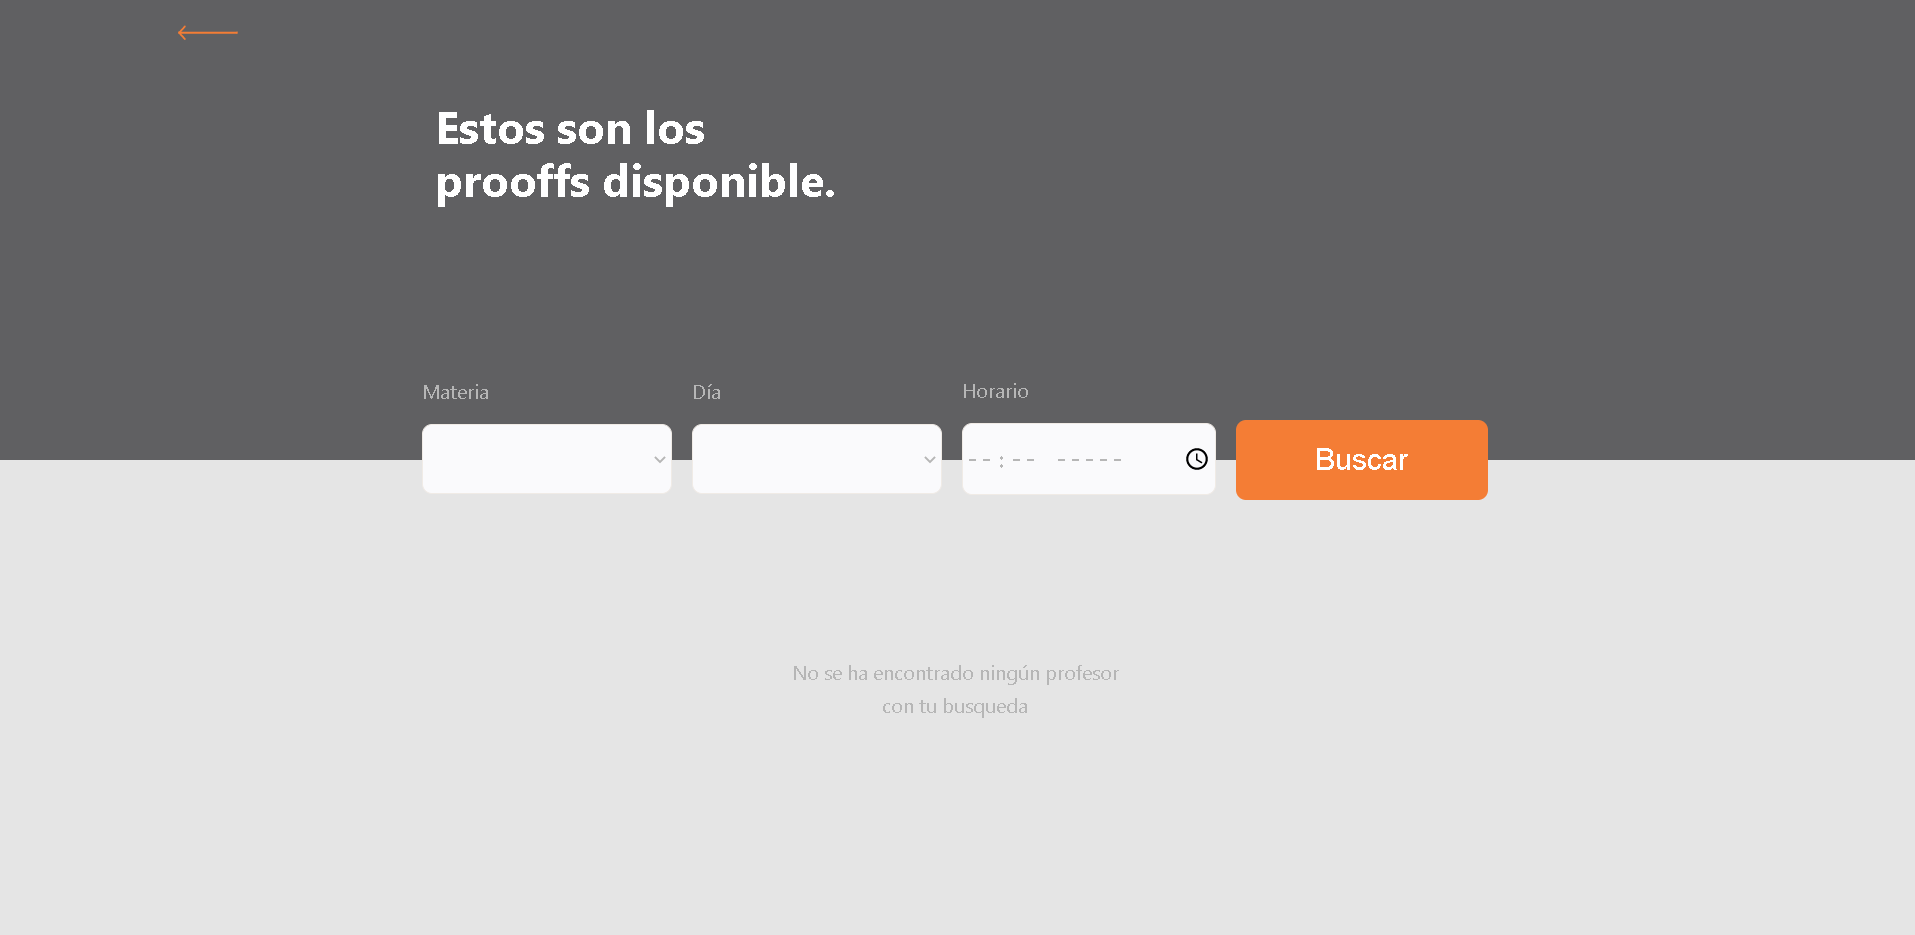 Estos son los
prooffs disponible.
Materia
Día
Horario
--:-- -----
Buscar
No se ha encontrado ningún profesor
con tu busqueda